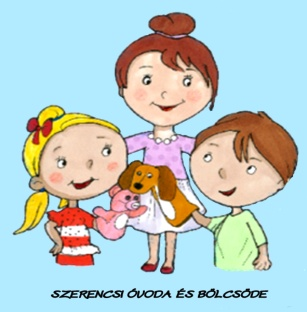 SZERENCSI ÓVODA ÉS BÖLCSŐDE